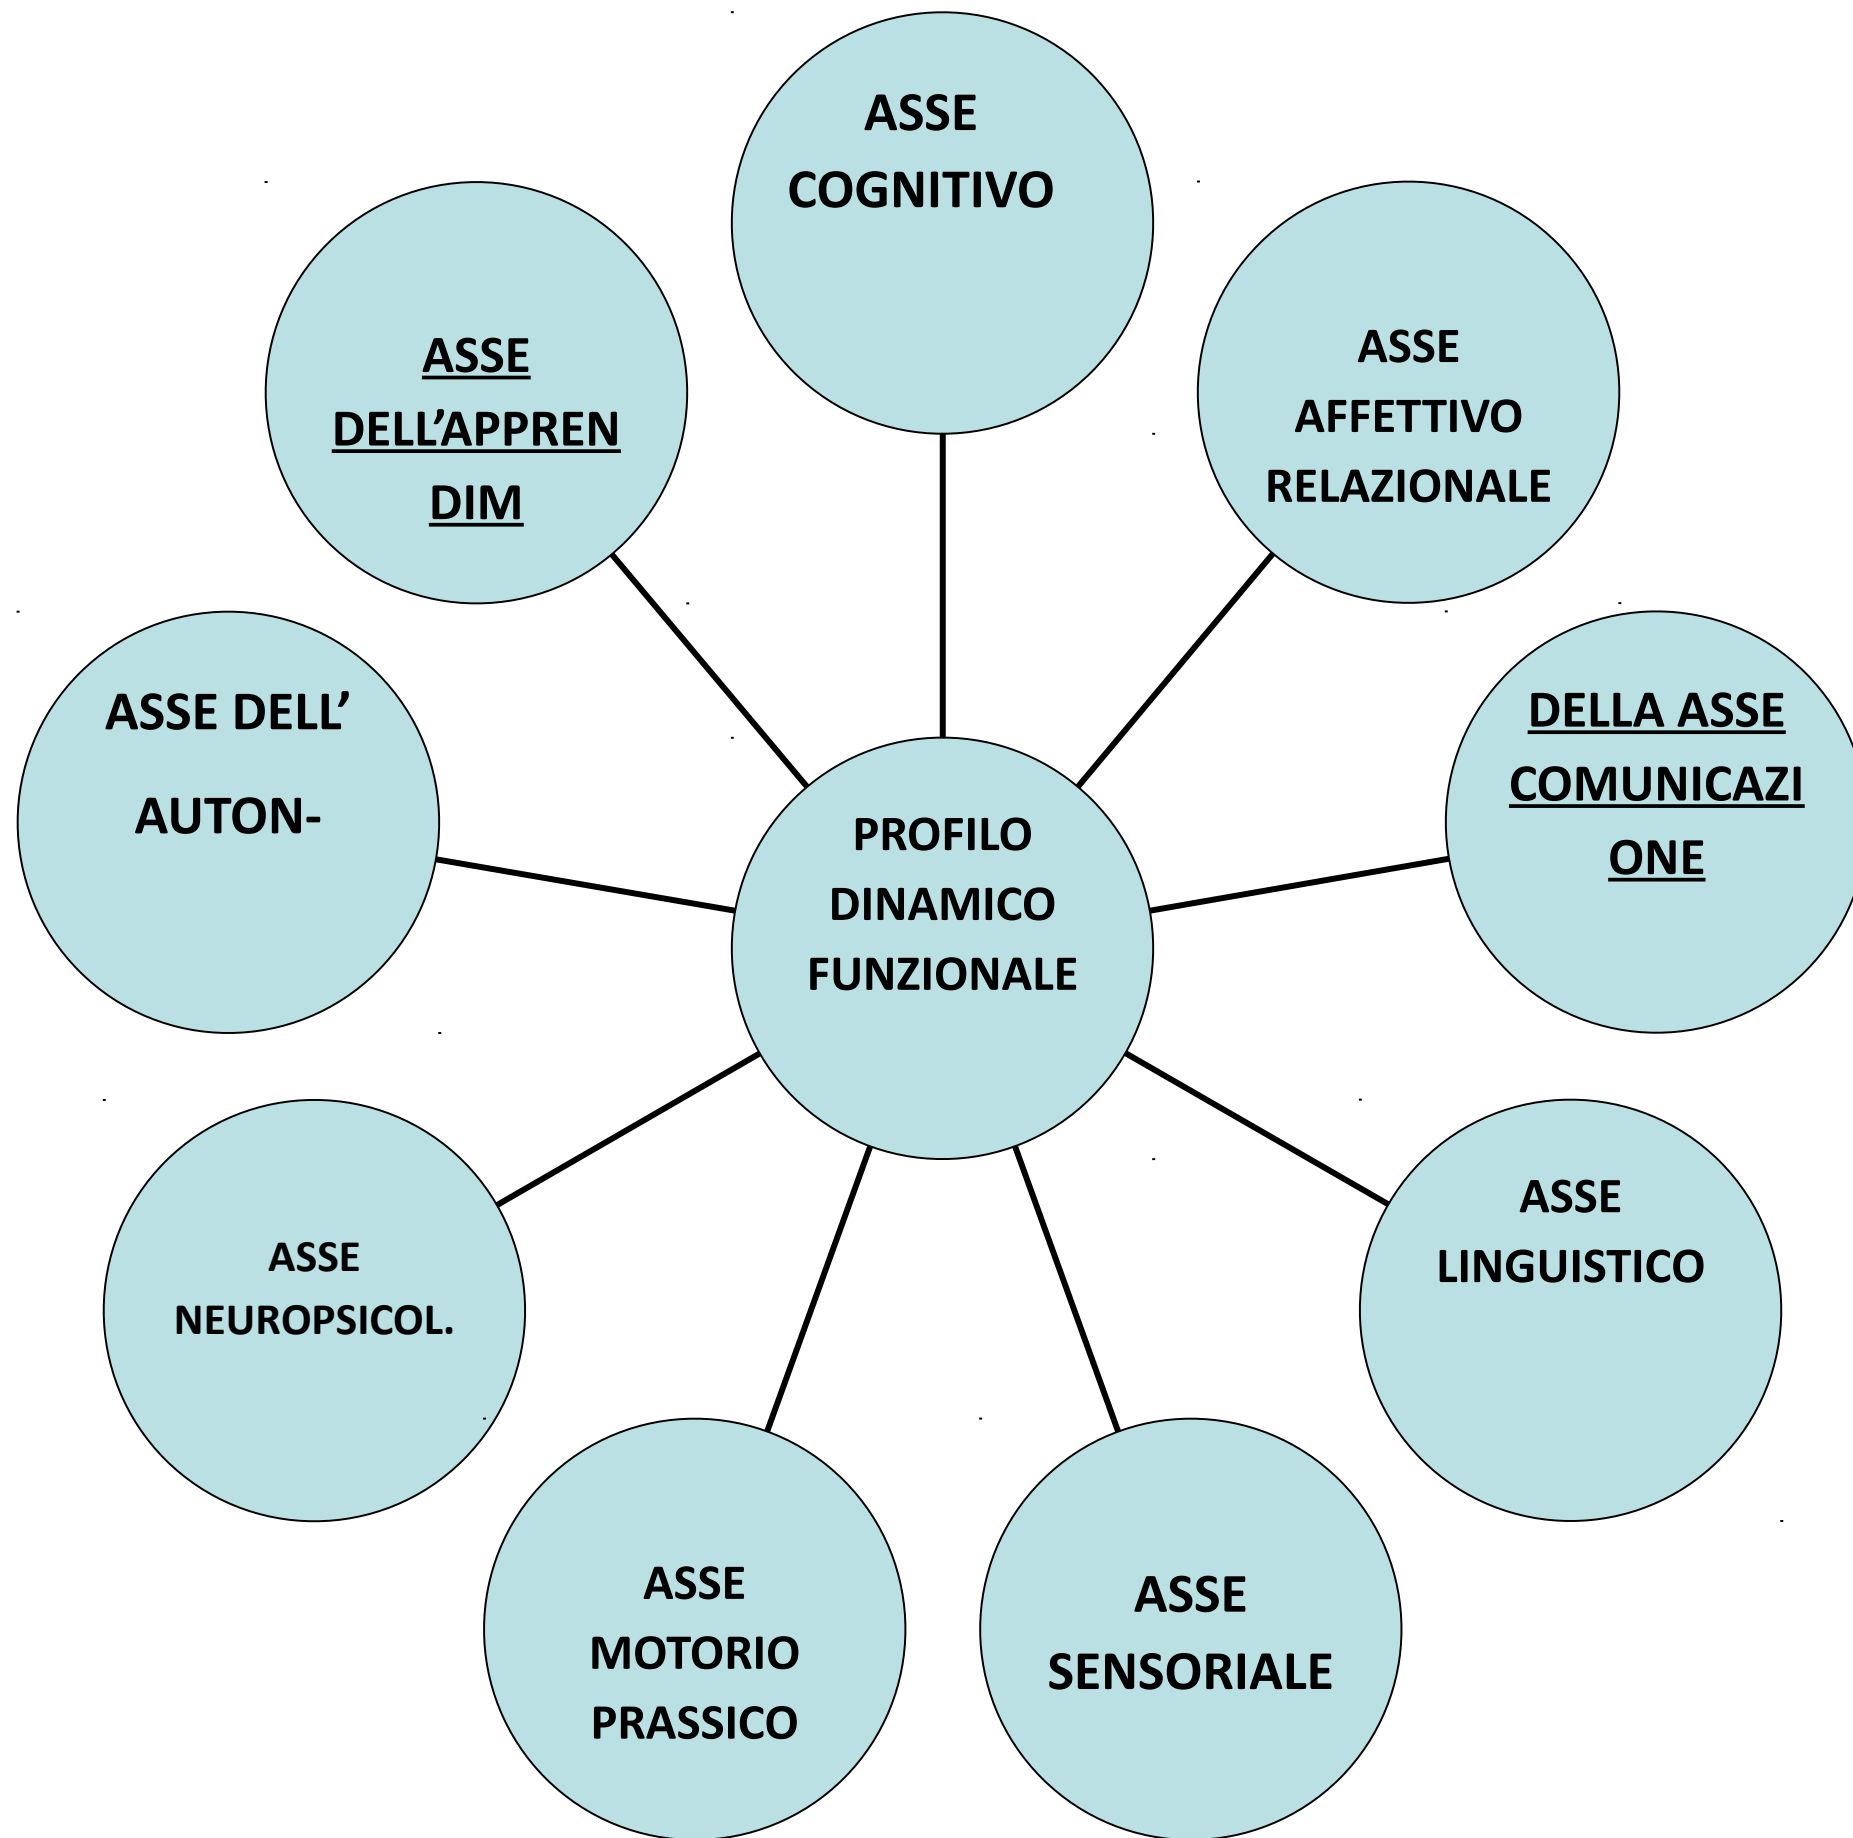 ASSE
COGNITIVO
ASSE
AFFETTIVO
RELAZIONALE
DELLA ASSE
COMUNICAZI
ONE
ASSE
LINGUISTICO
ASSE
SENSORIALE
ASSE
MOTORIO
PRASSICO
ASSE
NEUROPSICOL.
ASSE DELL’
AUTON-
ASSE
DELL’APPREN
DIM
PROFILO
DINAMICO
FUNZIONALE